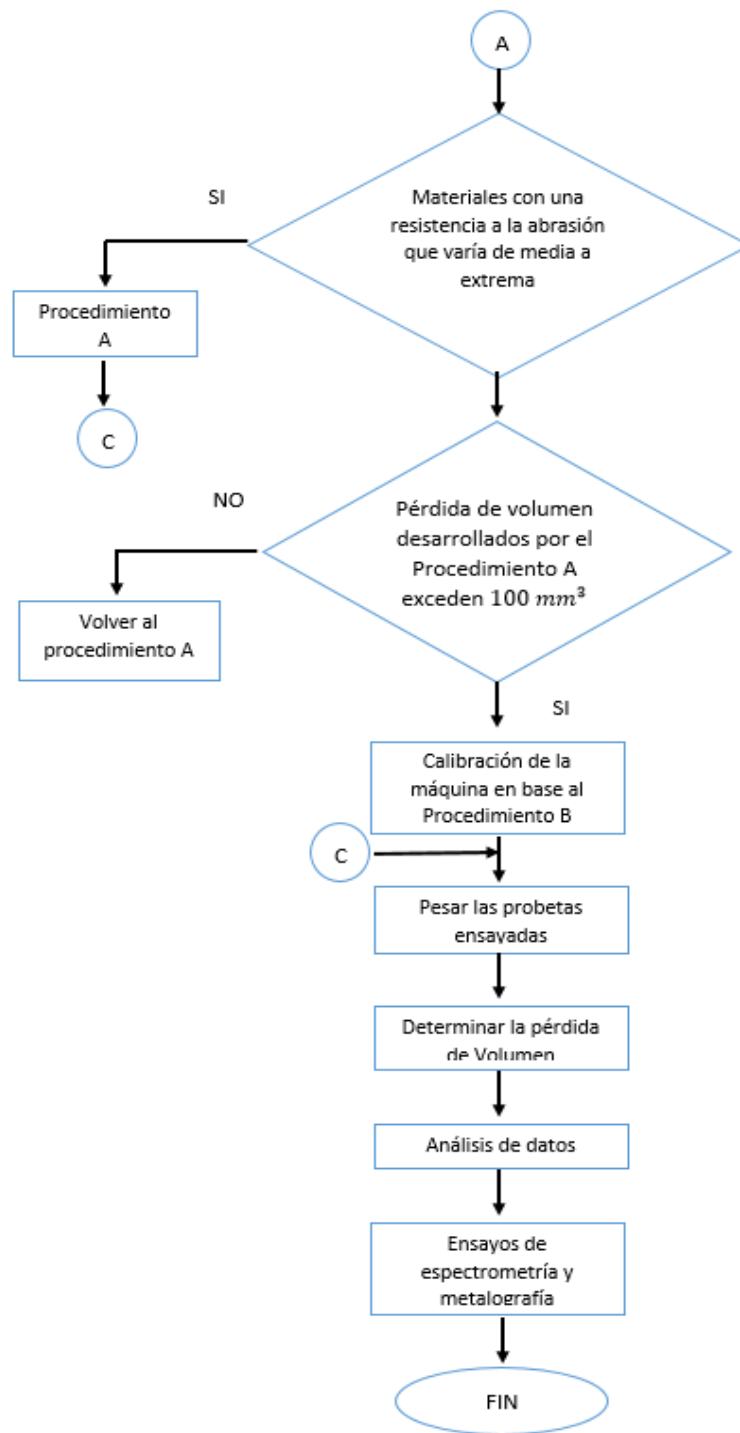 A
SI
Materiales con una
resistencia a la abrasión
que varía de media a
extrema
Procedimiento
A
C
NO
Pérdida de volumen
desarrollados por el
Procedimiento A
exceden 100 mm³
Volver al
procedimiento A
SI
Calibración de la
máquina en base al
Procedimiento B
C
Pesar las probetas
ensayadas
Determinar la pérdida
de Volumen
Análisis de datos
Ensayos de
espectrometría y
metalografía
FIN